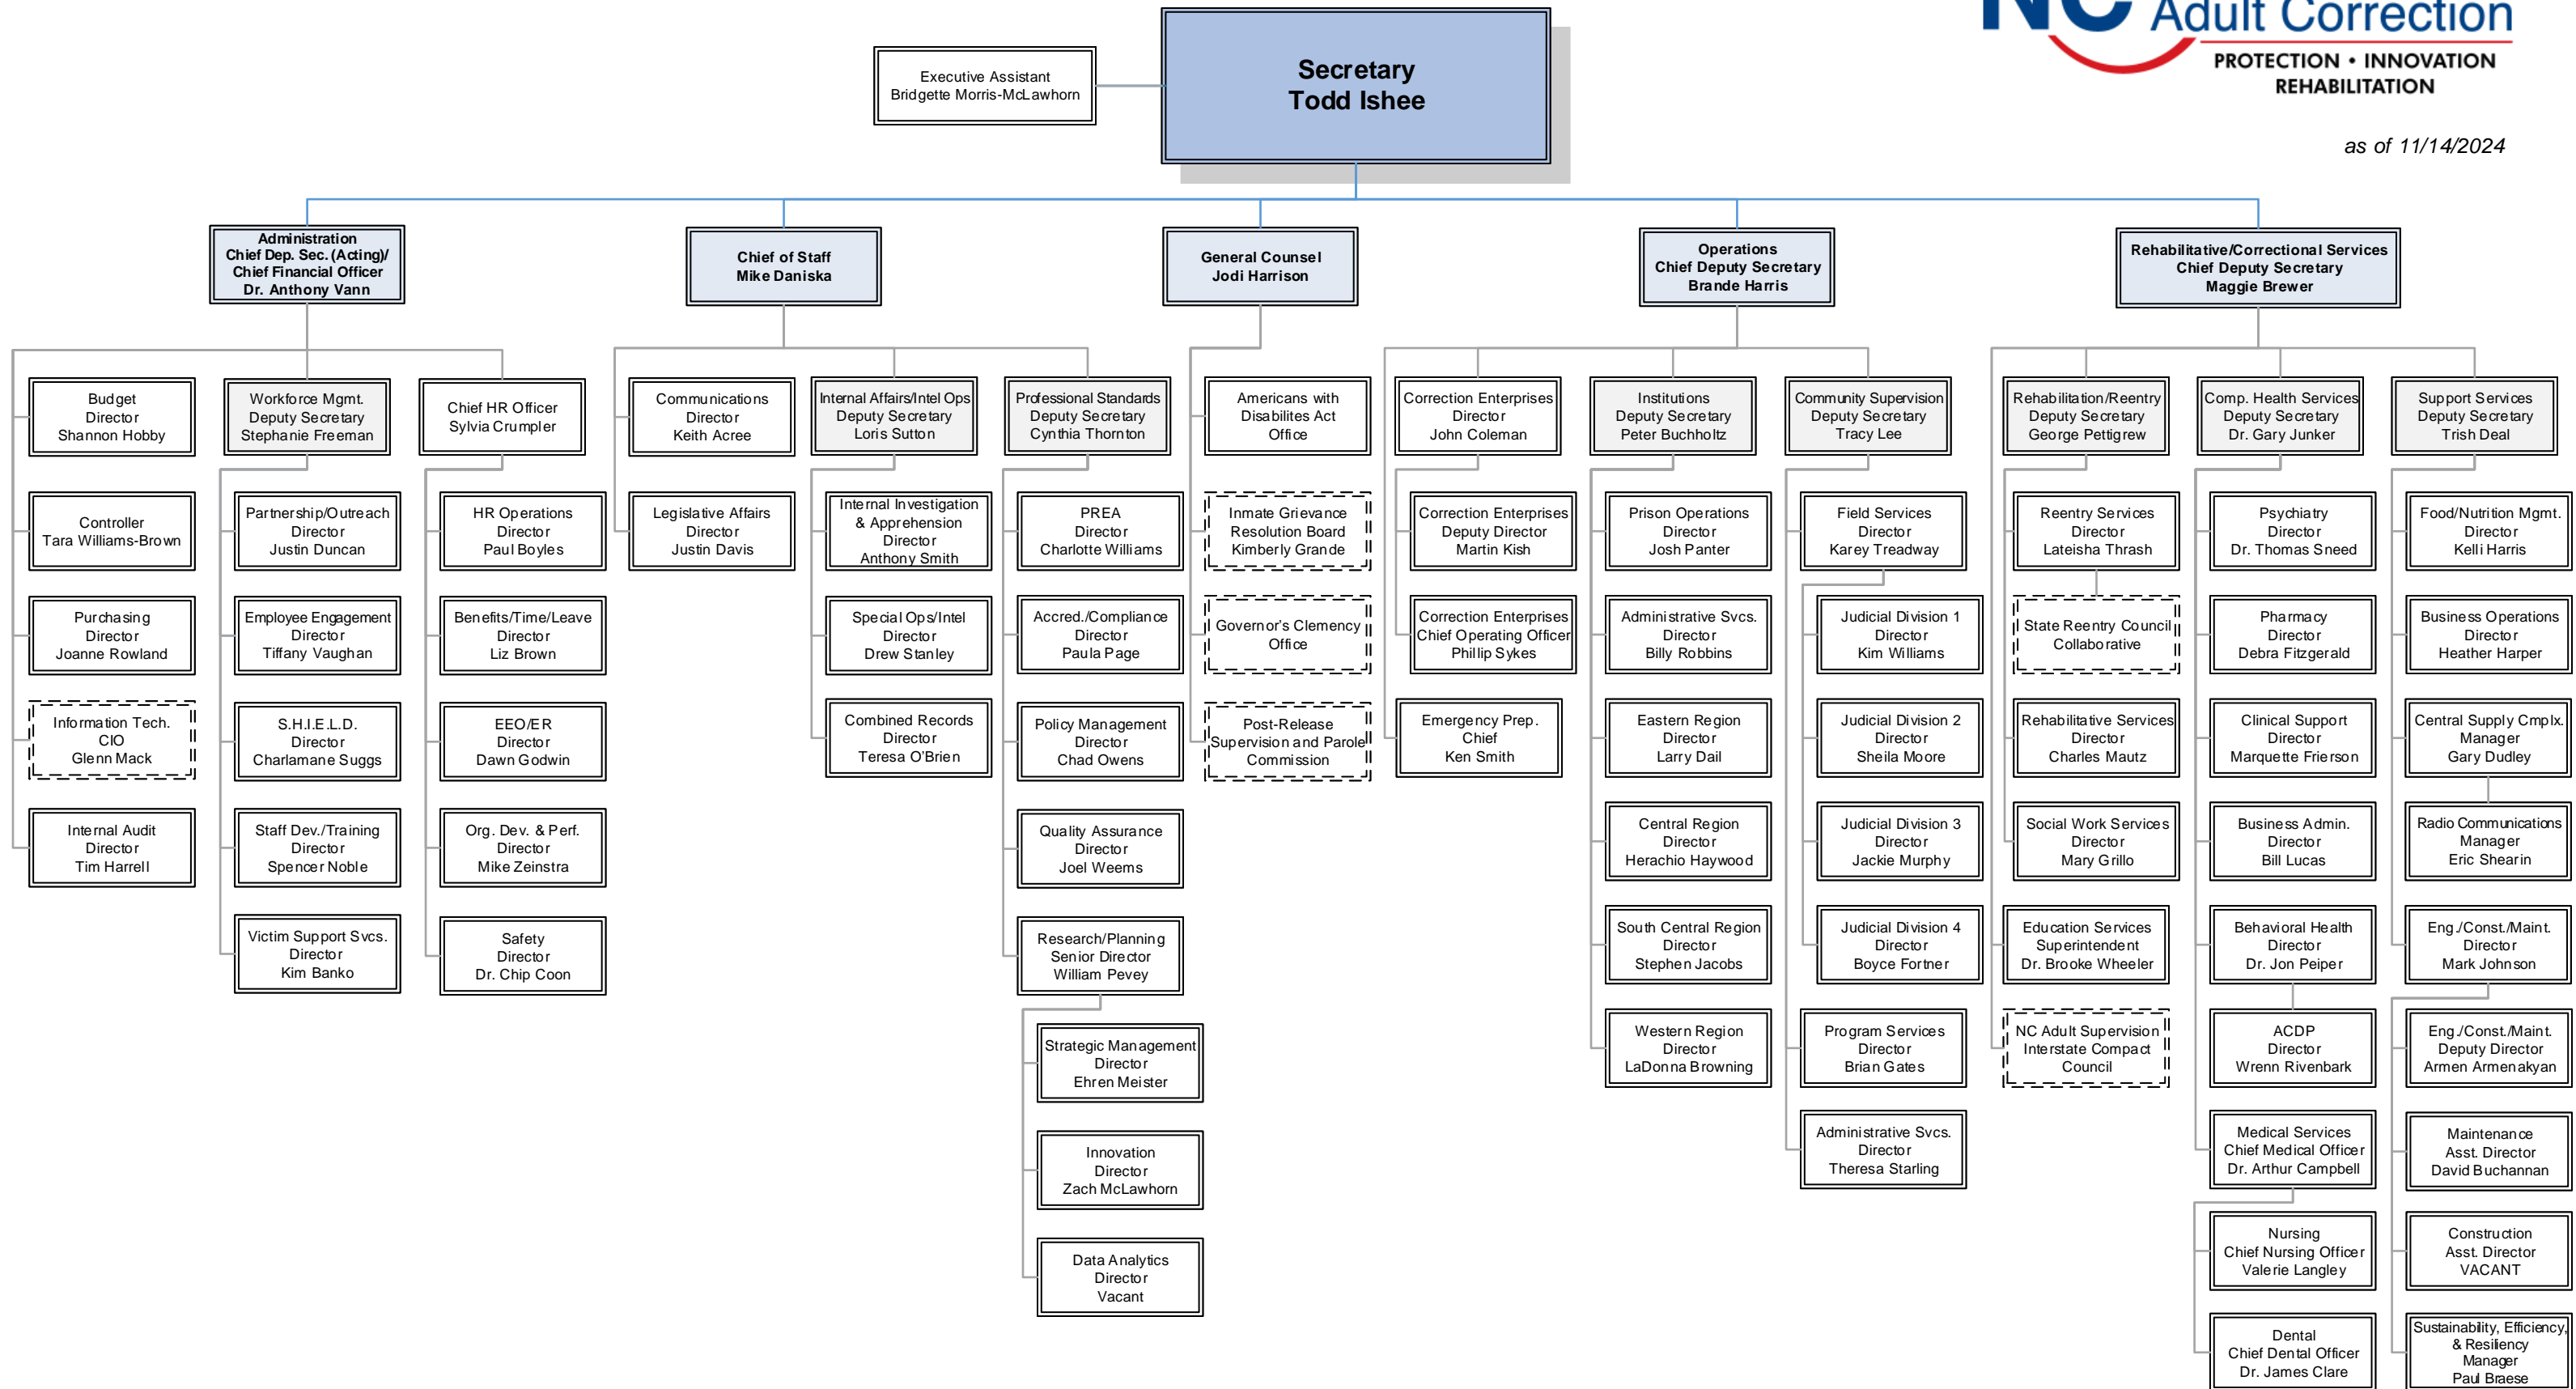 NC Adult Correction
PROTECTION • INNOVATION
REHABILITATION
as of 11/14/2024
Secretary
Todd Ishee
Executive Assistant
Bridgette Morris-McLawhorn
Administration
Chief Dep. Sec. (Acting)/
Chief Financial Officer
Dr. Anthony Vann
Chief of Staff
Mike Daniska
General Counsel
Jodi Harrison
Operations
Chief Deputy Secretary
Brande Harris
Rehabilitative/Correctional Services
Chief Deputy Secretary
Maggie Brewer
Budget
Director
Shannon Hobby
Controller
Tara Williams-Brown
Purchasing
Director
Joanne Rowland
Information Tech.
CIO
Glenn Mack
Internal Audit
Director
Tim Harrell
Workforce Mgmt.
Deputy Secretary
Stephanie Freeman
Partnership/Outreach
Director
Justin Duncan
Employee Engagement
Director
Tiffany Vaughan
S.H.I.E.L.D.
Director
Charlamane Suggs
Staff Dev./Training
Director
Spencer Noble
Victim Support Svcs.
Director
Kim Banko
Chief HR Officer
Sylvia Crumpler
HR Operations
Director
Paul Boyles
Benefits/Time/Leave
Director
Liz Brown
EEO/ER
Director
Dawn Godwin
Org. Dev. & Perf.
Director
Mike Zeinstra
Safety
Director
Dr. Chip Coon
Communications
Director
Keith Acree
Legislative Affairs
Director
Justin Davis
Internal Affairs/Intel Ops
Deputy Secretary
Loris Sutton
Internal Investigation
& Apprehension
Director
Anthony Smith
Special Ops/Intel
Director
Drew Stanley
Combined Records
Director
Teresa O'Brien
Professional Standards
Deputy Secretary
Cynthia Thornton
PREA
Director
Charlotte Williams
Accred./Compliance
Director
Paula Page
Policy Management
Director
Chad Owens
Quality Assurance
Director
Joel Weems
Research/Planning
Senior Director
William Pevey
Strategic Management
Director
Ehren Meister
Innovation
Director
Zach McLawhorn
Data Analytics
Director
Vacant
Americans with
Disabilites Act
Office
Inmate Grievance
Resolution Board
Kimberly Grande
Governor's Clemency
Office
Post-Release
Supervision and Parole
Commission
Correction Enterprises
Director
John Coleman
Correction Enterprises
Deputy Director
Martin Kish
Correction Enterprises
Chief Operating Officer
Phillip Sykes
Emergency Prep.
Chief
Ken Smith
Institutions
Deputy Secretary
Peter Buchholtz
Prison Operations
Director
Josh Panter
Administrative Svcs.
Director
Billy Robbins
Eastern Region
Director
Larry Dail
Central Region
Director
Herachio Haywood
South Central Region
Director
Stephen Jacobs
Western Region
Director
LaDonna Browning
Community Supervision
Deputy Secretary
Tracy Lee
Field Services
Director
Karey Treadway
Judicial Division 1
Director
Kim Williams
Judicial Division 2
Director
Sheila Moore
Judicial Division 3
Director
Jackie Murphy
Judicial Division 4
Director
Boyce Fortner
Program Services
Director
Brian Gates
Administrative Svcs.
Director
Theresa Starling
Rehabilitation/Reentry
Deputy Secretary
George Pettigrew
Reentry Services
Director
Lateisha Thrash
State Reentry Council
Collaborative
Rehabilitative Services
Director
Charles Mautz
Social Work Services
Director
Mary Grillo
Education Services
Superintendent
Dr. Brooke Wheeler
NC Adult Supervision
Interstate Compact
Council
Comp. Health Services
Deputy Secretary
Dr. Gary Junker
Psychiatry
Director
Dr. Thomas Sneed
Pharmacy
Director
Debra Fitzgerald
Clinical Support
Director
Marquette Frierson
Business Admin.
Director
Bill Lucas
Behavioral Health
Director
Dr. Jon Peiper
ACDP
Director
Wrenn Rivenbark
Medical Services
Chief Medical Officer
Dr. Arthur Campbell
Nursing
Chief Nursing Officer
Valerie Langley
Dental
Chief Dental Officer
Dr. James Clare
Support Services
Deputy Secretary
Trish Deal
Food/Nutrition Mgmt.
Director
Kelli Harris
Business Operations
Director
Heather Harper
Central Supply Cmplx.
Manager
Gary Dudley
Radio Communications
Manager
Eric Shearin
Eng./Const./Maint.
Director
Mark Johnson
Eng./Const./Maint.
Deputy Director
Armen Armenakyan
Maintenance
Asst. Director
David Buchannan
Construction
Asst. Director
VACANT
Sustainability, Efficiency,
& Resiliency
Manager
Paul Braese